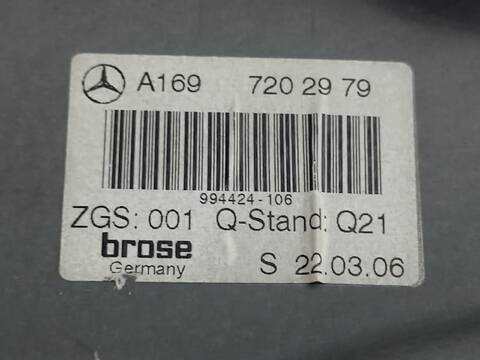 A169 720 29 79
994424-106
ZGS: 001 Q-Stand: Q21
brose
Germany
S 22.03.06